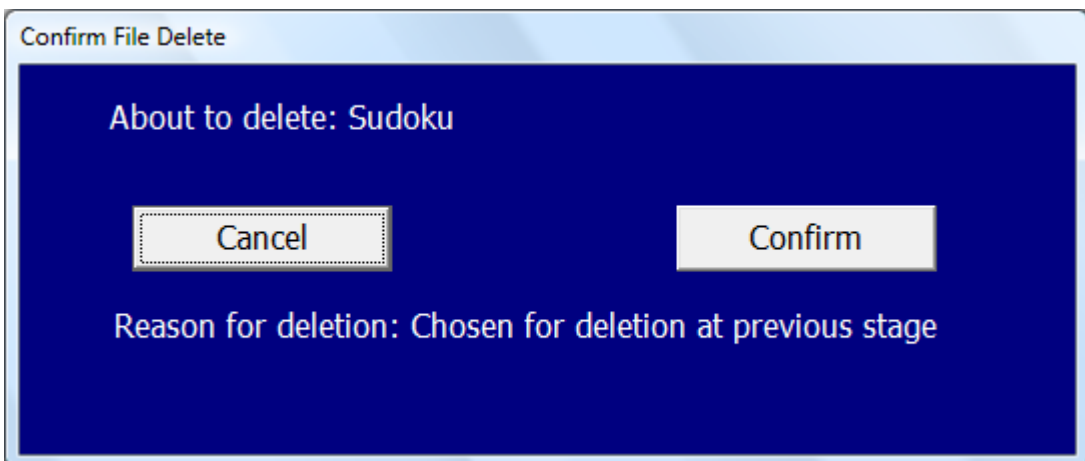 Confirm File Delete
About to delete: Sudoku
Cancel
Confirm
Reason for deletion: Chosen for deletion at previous stage